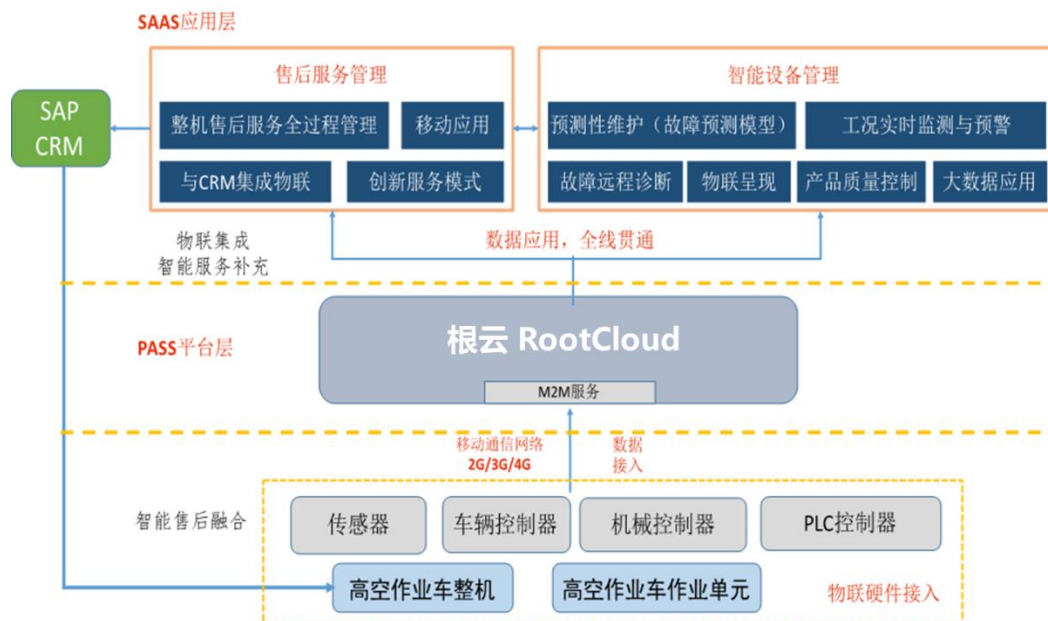 SAAS应用层
售后服务管理
智能设备管理
SAP
CRM
整机售后服务全过程管理
移动应用
预测性维护（故障预测模型）
工况实时监测与预警
与CRM集成物联
创新服务模式
故障远程诊断
物联呈现
产品质量控制
大数据应用
物联集成
智能服务补充
数据应用，全线贯通
PASS平台层
根云 RootCloud
M2M服务
移动通信网络
2G/3G/4G
数据
接入
智能售后融合
传感器
车辆控制器
机械控制器
PLC控制器
高空作业车整机
高空作业车作业单元
物联硬件接入